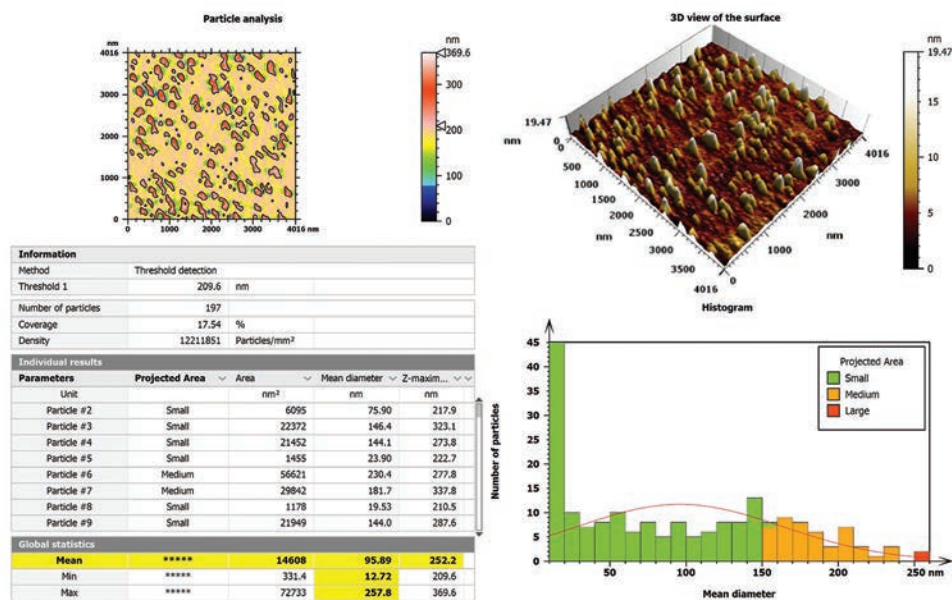 Particle analysis
nm
4016
3000
2000
1000
0
0 1000 2000 3000 4016 nm
nm
369.6
300
200
100
0
3D view of the surface
nm
19.47
15
10
5
0
19.47
nm
0
500
1000
1500
2000
2500
3000
3500
4016
nm
0
1000
2000
3000
4016
nm
0
Information
Method Threshold detection
Threshold 1 209.6 nm
Number of particles 197
Coverage 17.54 %
Density 12211851 Particles/mm²
Individual results
Parameters Projected Area Area Mean diameter Z-maxim...
Unit nm² nm nm
Particle #2 Small 6095 75.90 217.9
Particle #3 Small 22372 146.4 323.1
Particle #4 Small 21452 144.1 273.8
Particle #5 Small 1455 23.90 222.7
Particle #6 Medium 56621 230.4 277.8
Particle #7 Medium 29842 181.7 337.8
Particle #8 Small 1178 19.53 210.5
Particle #9 Small 21949 144.0 287.6
Global statistics
Mean ***** 14608 95.89 252.2
Min ***** 331.4 12.72 209.6
Max ***** 72733 257.8 369.6
Histogram
Number of particles
45
40
35
30
25
20
15
10
5
0
50 100 150 200 250 nm
Mean diameter
Projected Area
Small
Medium
Large